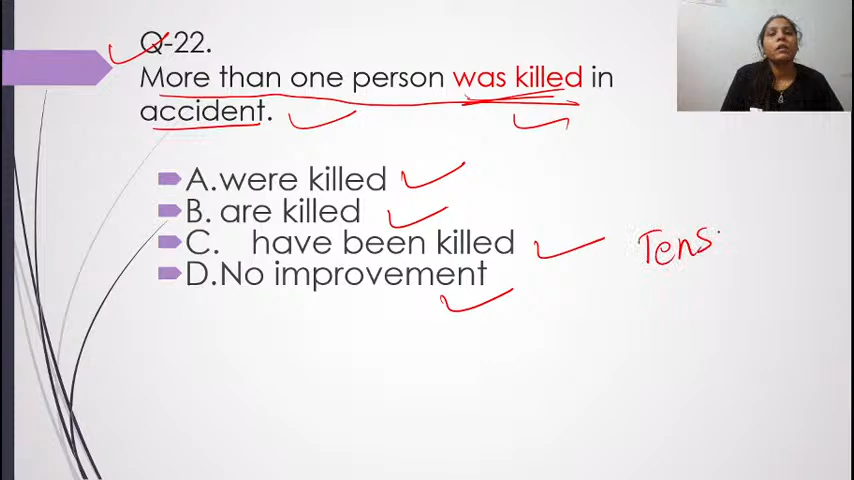 Q-22.
More than one person was killed in
accident.
A.were killed
B. are killed
C. have been killed
D.No improvement
Tens